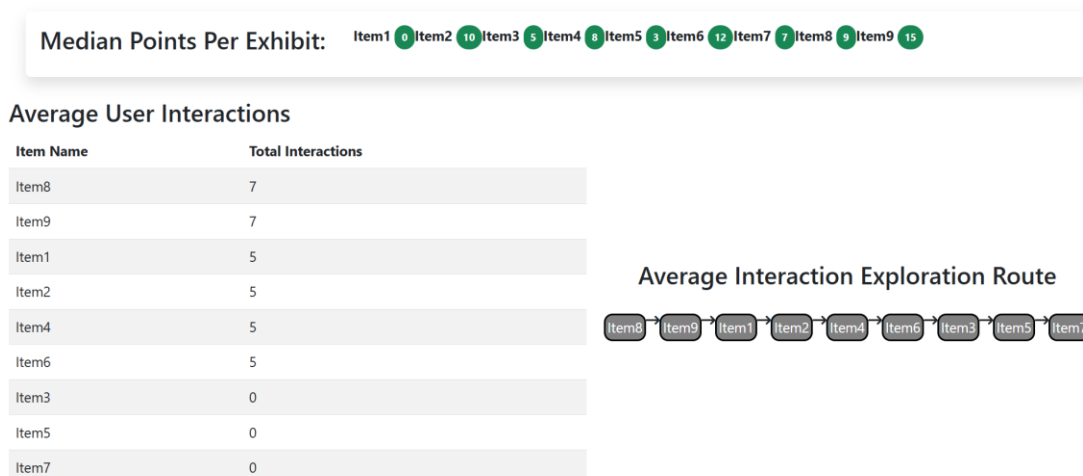 Median Points Per Exhibit: Item1 0 Item2 10 Item3 5 Item4 8 Item5 3 Item6 12 Item7 7 Item8 9 Item9 15
Average User Interactions
Item Name Total Interactions
Item8 7
Item9 7
Item1 5
Item2 5
Item4 5
Item6 5
Item3 0
Item5 0
Item7 0
Average Interaction Exploration Route
Item8 Item9 Item1 Item2 Item4 Item6 Item3 Item5 Item7